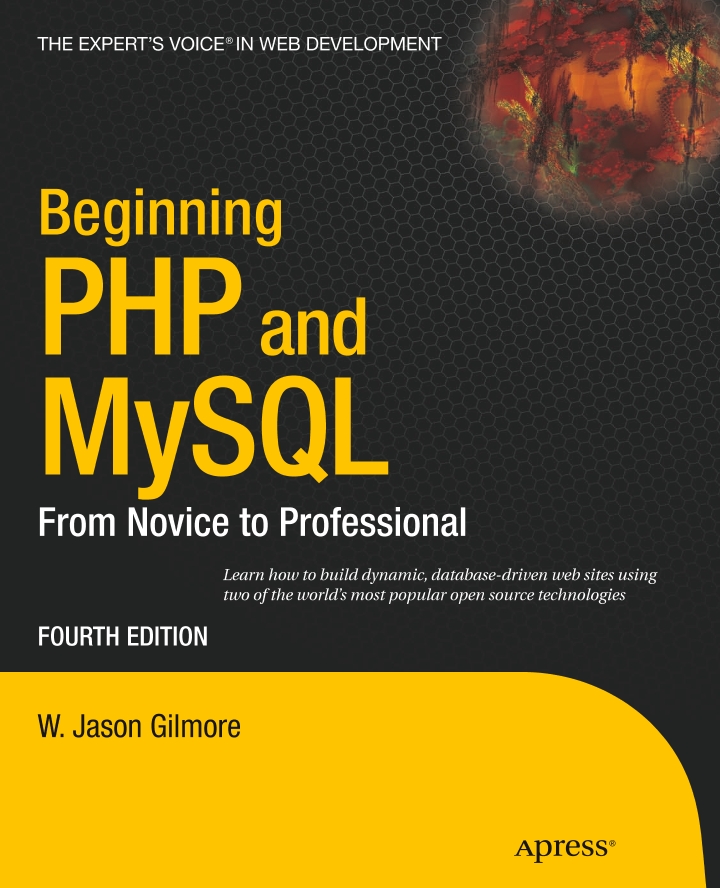 THE EXPERT'S VOICE® IN WEB DEVELOPMENT
Beginning
PHP and
MySQL
From Novice to Professional
Learn how to build dynamic, database-driven web sites using
two of the world's most popular open source technologies
FOURTH EDITION
W. Jason Gilmore
Apress®